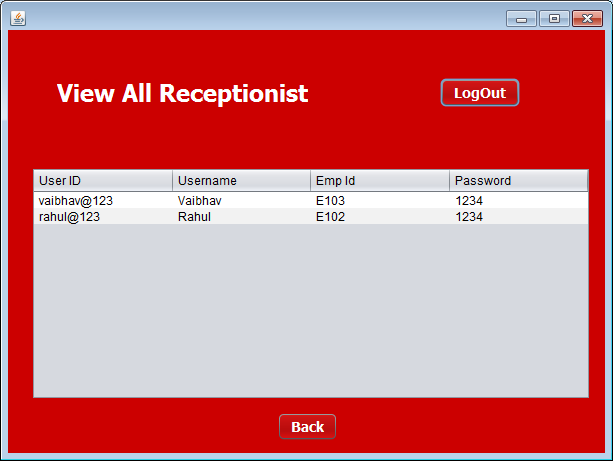 View All Receptionist
LogOut
User ID Username Emp Id Password
vaibhav@123 Vaibhav E103 1234
rahul@123 Rahul E102 1234
Back